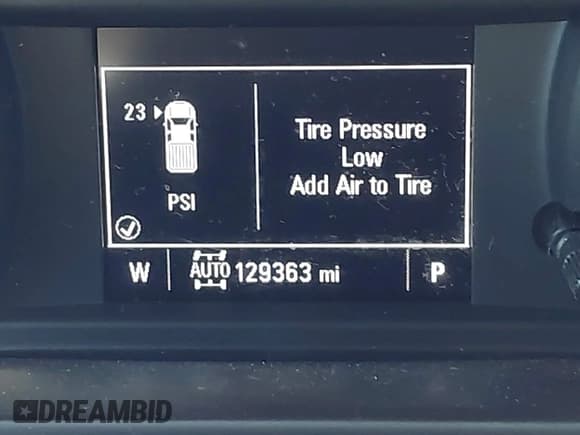 23
Tire Pressure
Low
Add Air to Tire
PSI
W AUTO 129363 mi P
DREAMBID